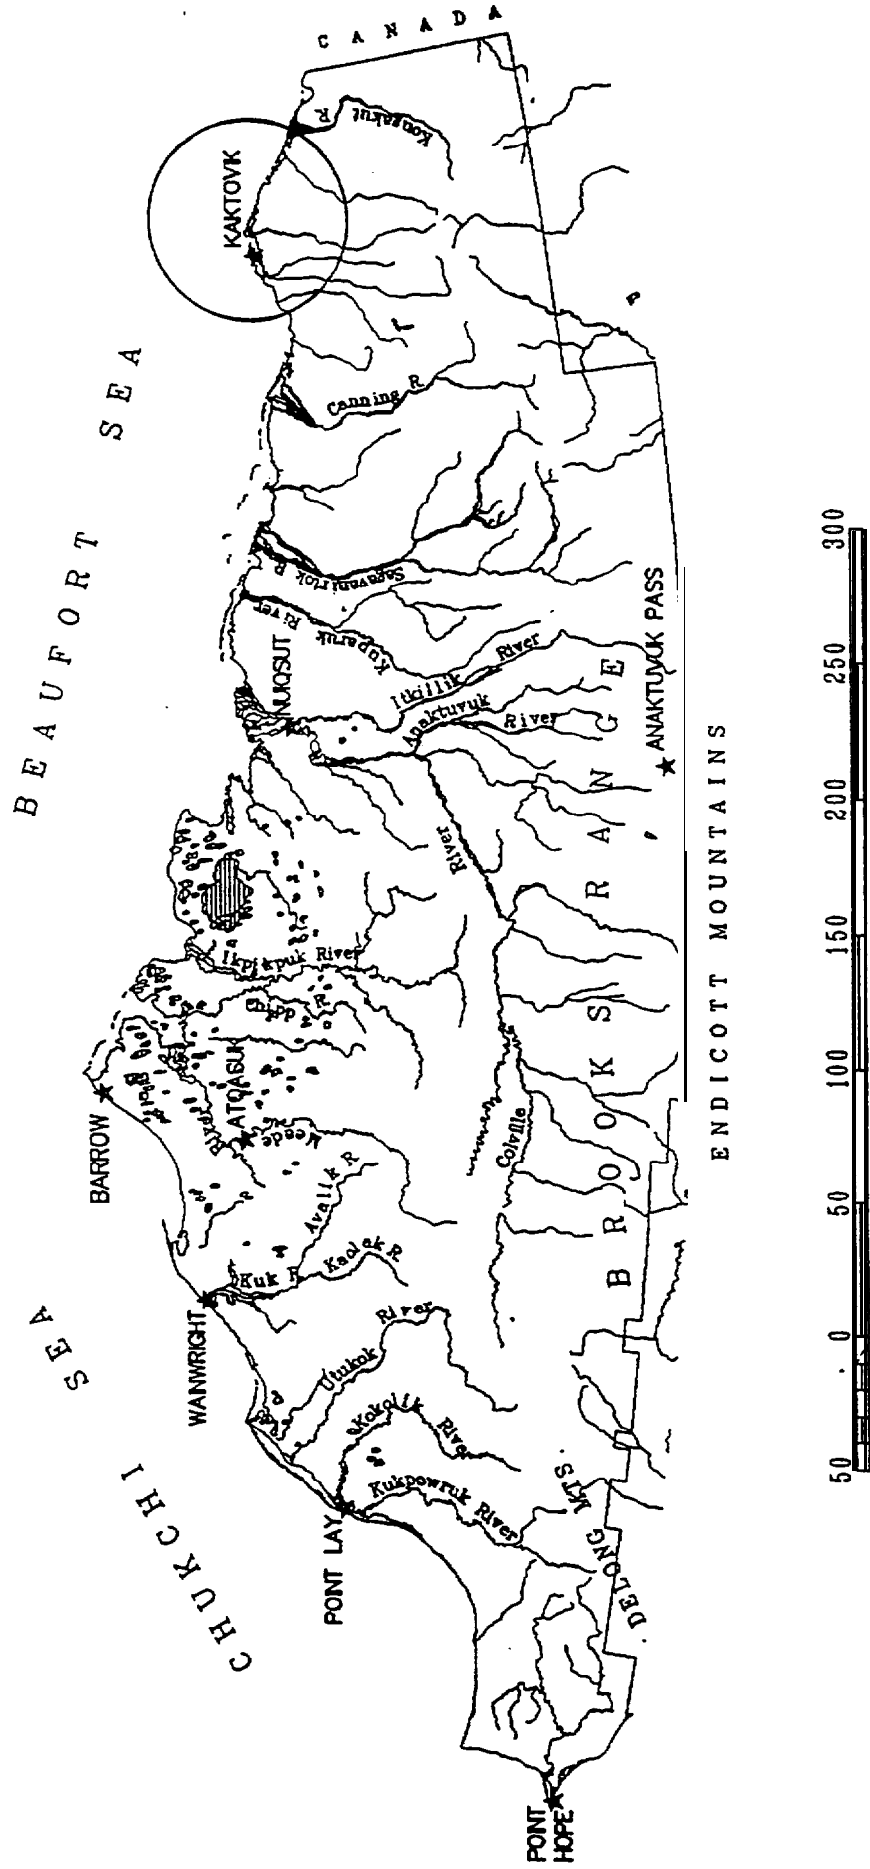 CANADA
Kongakut R
KAKTOVIK
BEAUFORT SEA
Canning R
Sagavanirktok R
Kuparuk River
NUIQSUT
Itkillik River
Anaktuvuk River
ANAKTUVUK PASS
BROOKS RANGE
ENDICOTT MOUNTAINS
River
Colville
Ikpikpuk River
Chipp R
BARROW
ATQASUK
Meade River
Avalik R
Kaolak R
Kuk R
WANWRIGHT
CHUKCHI SEA
Utukok River
Kokolik River
Kukpowruk River
POINT LAY
DELONG MTS.
POINT
HOPE
50 0 50 100 150 200 250 300